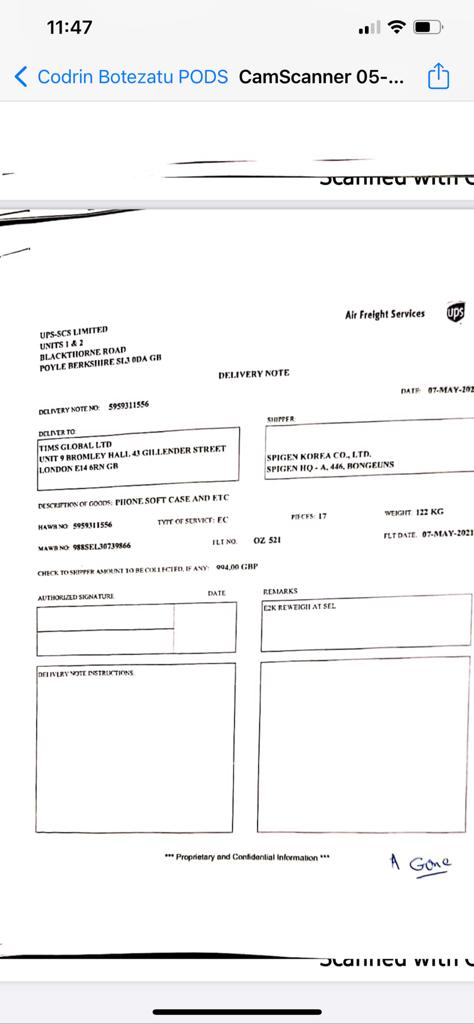 11:47
Codrin Botezatu PODS CamScanner 05-...
Scanned with C
Air Freight Services ups
UPS-SCS LIMITED
UNITS 1 & 2
BLACKTHORNE ROAD
POYLE BERKSHIRE SL3 0DA GB
DELIVERY NOTE
DATE 07-MAY-202
DELIVERY NOTE NO: 5959311556
SHIPPER
DELIVER TO
TIMS GLOBAL LTD
UNIT 9 BROMLEY HALL 43 GILLENDER STREET
LONDON E14 6RN GB
SPIGEN KOREA CO., LTD.
SPIGEN HQ - A, 446, BONGEUNS
DESCRIPTION OF GOODS: PHONE SOFT CASE AND ETC
HAWB NO 5959311556 TYPE OF SERVICE: FC PIECES: 17 WEIGHT 122 KG
MAWB NO 988SEL30739866 FLT NO. OZ 521 FLT DATE. 07-MAY-2021
CHECK TO SHIPPER AMOUNT TO BE COLLECTED, IF ANY: 994.00 GBP
AUTHORIZED SIGNATURE DATE REMARKS
E2K REWEIGH AT SEL
DELIVERY NOTE INSTRUCTIONS
*** Proprietary and Confidential Information ***
A Gone
Scanned with C